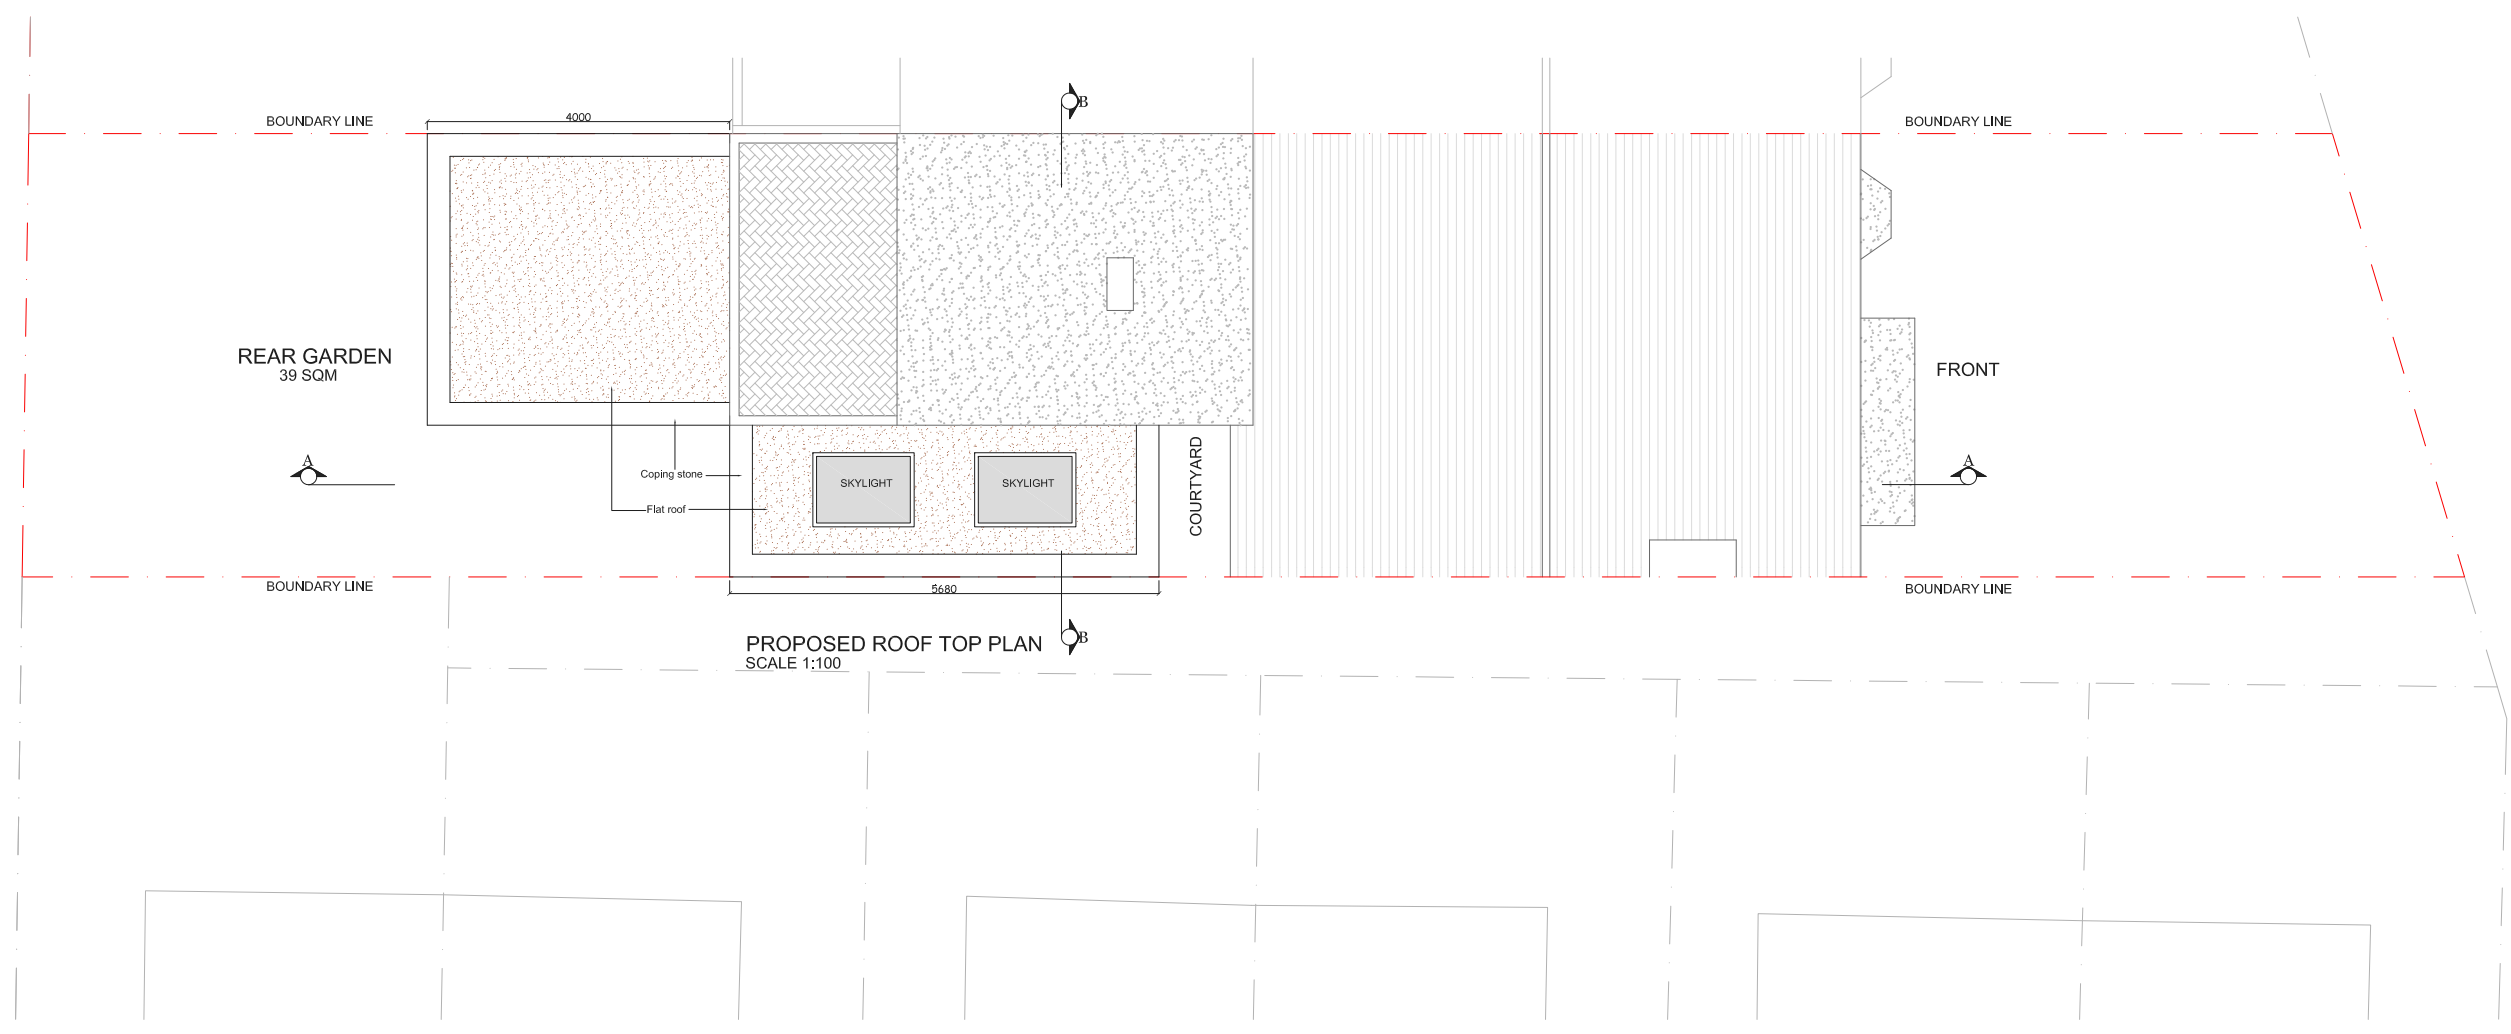 B
4000
BOUNDARY LINE
BOUNDARY LINE
REAR GARDEN
39 SQM
FRONT
COURTYARD
A
A
Coping stone
SKYLIGHT
SKYLIGHT
Flat roof
BOUNDARY LINE
5680
BOUNDARY LINE
PROPOSED ROOF TOP PLAN
B
SCALE 1:100